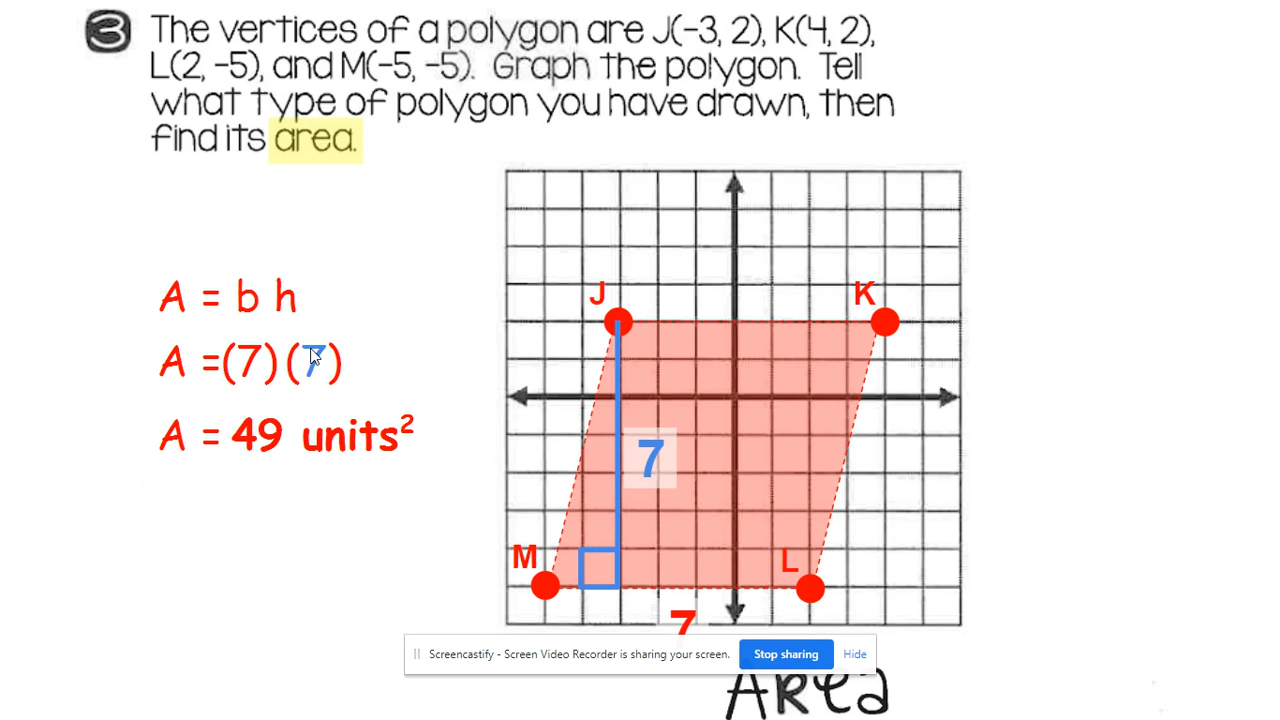 3 The vertices of a polygon are J(-3, 2), K(4, 2),
L(2, -5), and M(-5, -5). Graph the polygon. Tell
what type of polygon you have drawn, then
find its area.
A = b h
A =(7)(7)
A = 49 units²
J
K
7
M
L
7
Screencastify - Screen Video Recorder is sharing your screen. Stop sharing Hide
Area